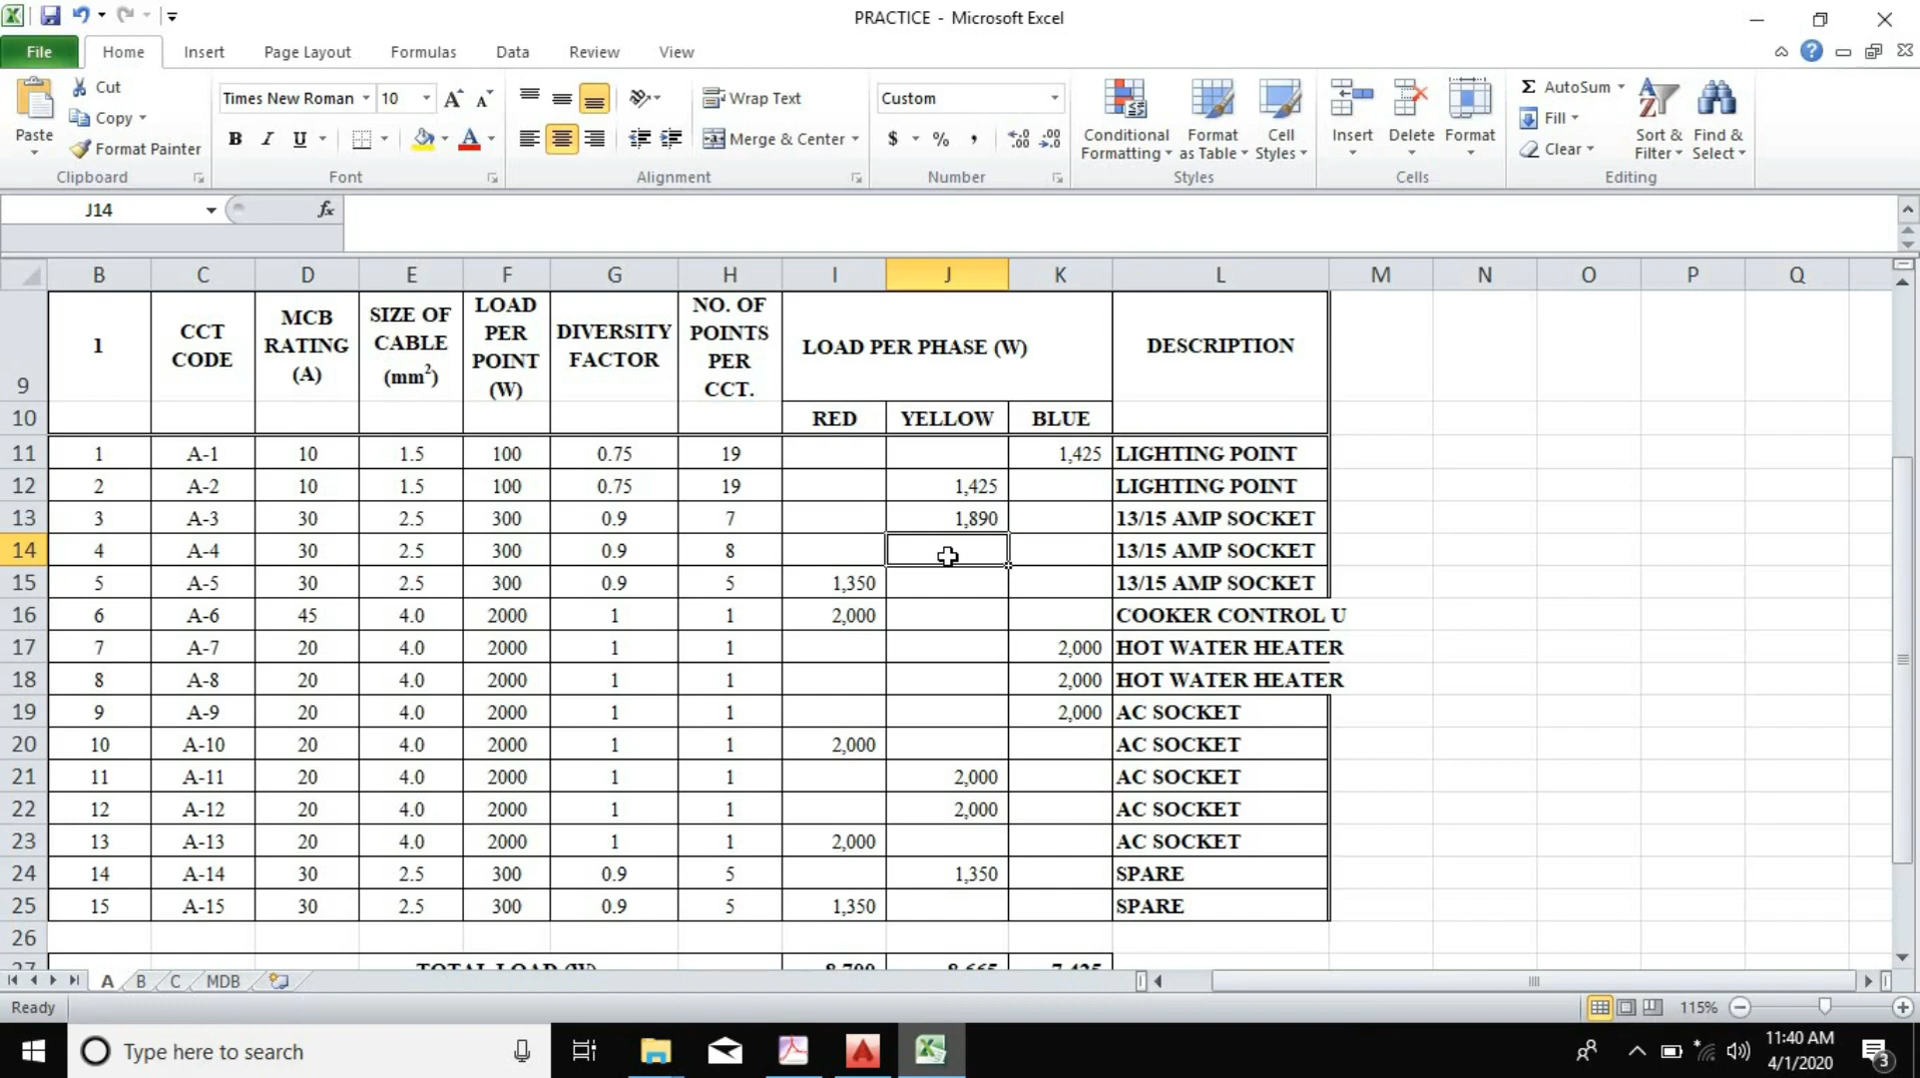 PRACTICE - Microsoft Excel
File Home Insert Page Layout Formulas Data Review View
Cut
Copy
Format Painter
Paste
Clipboard
Times New Roman 10
B I U
Font
Wrap Text
Merge & Center
Alignment
Custom
$ % ,
Number
Conditional Formatting
Format as Table
Cell Styles
Styles
Insert Delete Format
Cells
AutoSum
Fill
Clear
Sort & Filter
Find & Select
Editing
J14 fx
B C D E F G H I J K L M N O P Q
9 1 CCT CODE MCB RATING (A) SIZE OF CABLE (mm²) LOAD PER POINT (W) DIVERSITY FACTOR NO. OF POINTS PER CCT. LOAD PER PHASE (W) DESCRIPTION
10 RED YELLOW BLUE
11 1 A-1 10 1.5 100 0.75 19 1,425 LIGHTING POINT
12 2 A-2 10 1.5 100 0.75 19 1,425 LIGHTING POINT
13 3 A-3 30 2.5 300 0.9 7 1,890 13/15 AMP SOCKET
14 4 A-4 30 2.5 300 0.9 8 13/15 AMP SOCKET
15 5 A-5 30 2.5 300 0.9 5 1,350 13/15 AMP SOCKET
16 6 A-6 45 4.0 2000 1 1 2,000 COOKER CONTROL U
17 7 A-7 20 4.0 2000 1 1 2,000 HOT WATER HEATER
18 8 A-8 20 4.0 2000 1 1 2,000 HOT WATER HEATER
19 9 A-9 20 4.0 2000 1 1 2,000 AC SOCKET
20 10 A-10 20 4.0 2000 1 1 2,000 AC SOCKET
21 11 A-11 20 4.0 2000 1 1 2,000 AC SOCKET
22 12 A-12 20 4.0 2000 1 1 2,000 AC SOCKET
23 13 A-13 20 4.0 2000 1 1 2,000 AC SOCKET
24 14 A-14 30 2.5 300 0.9 5 1,350 SPARE
25 15 A-15 30 2.5 300 0.9 5 1,350 SPARE
26
27 TOTAL LOAD (W) 8,700 8,665 7,425
A B C MDB
Ready 115%
Type here to search
11:40 AM
4/1/2020
3